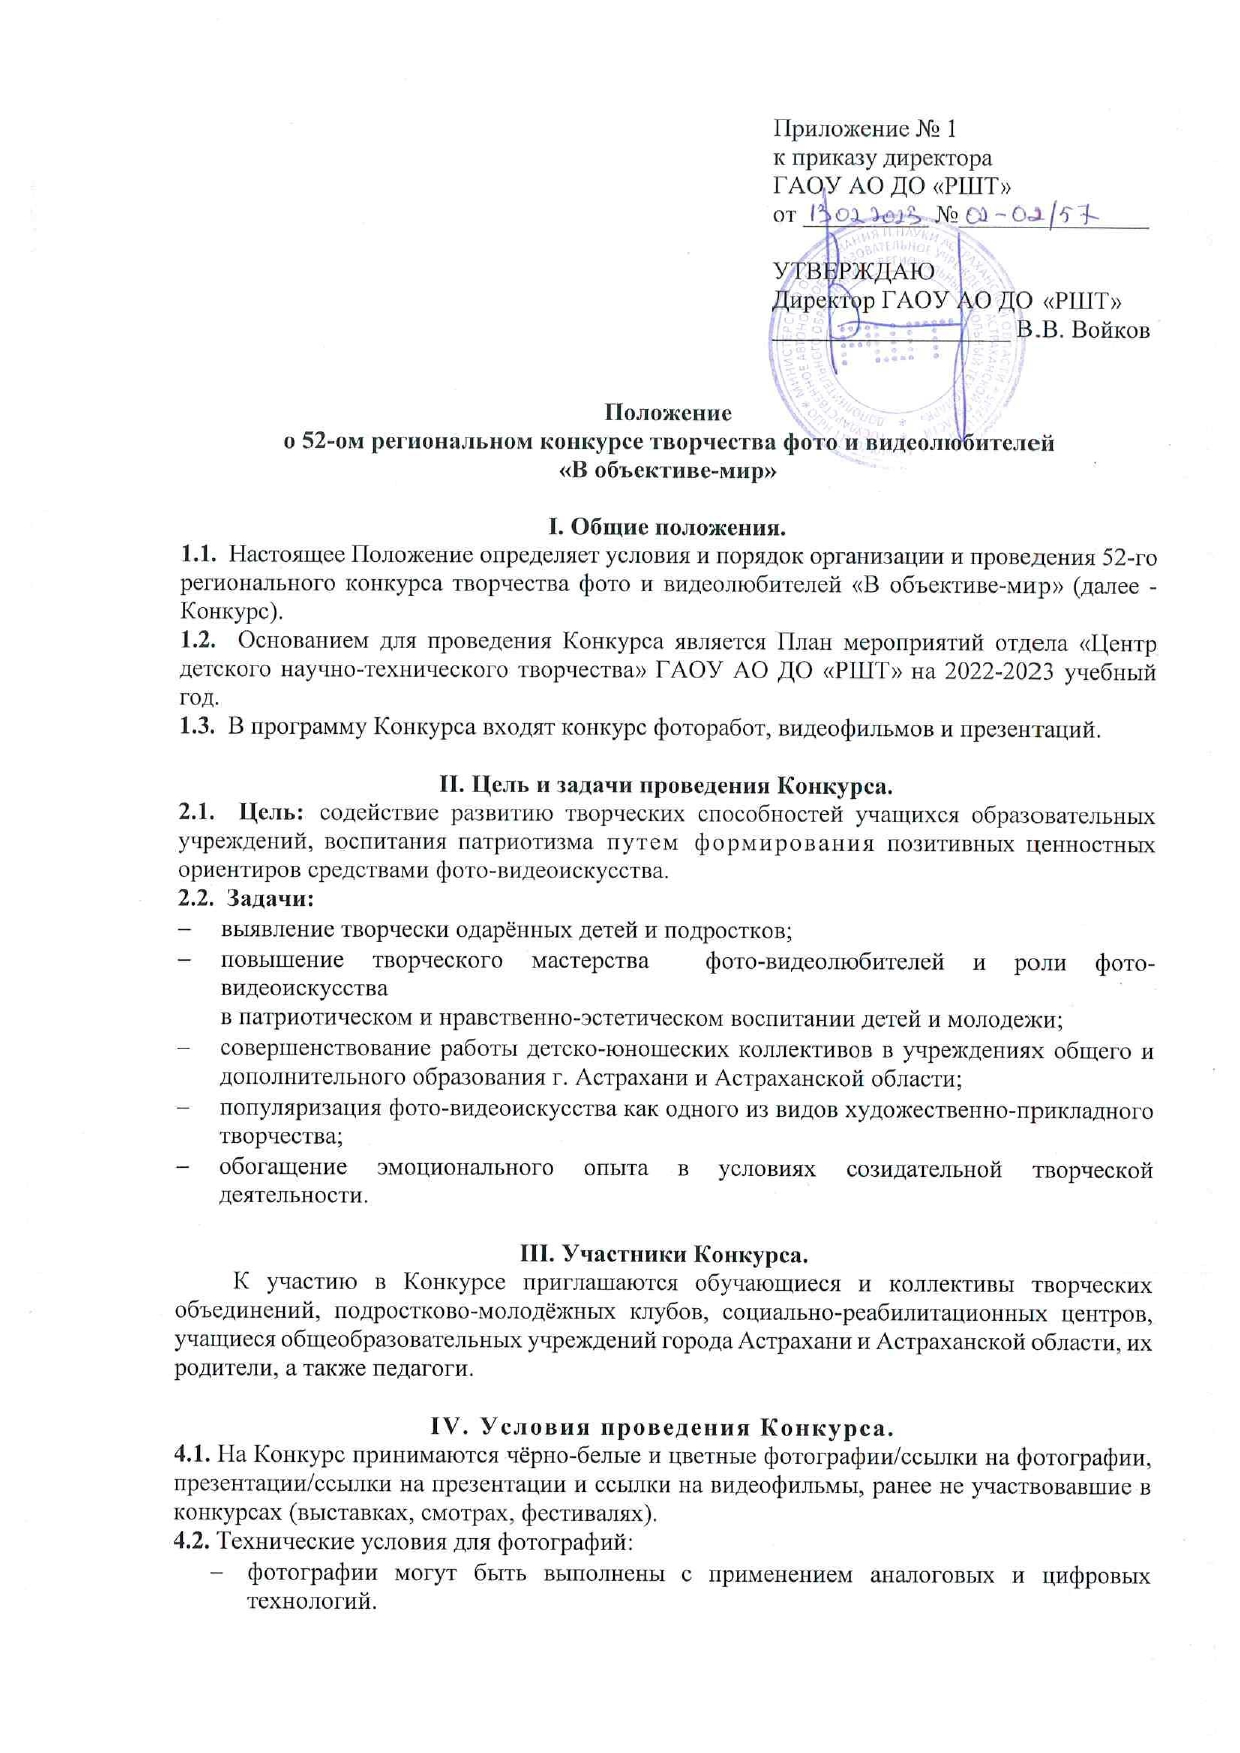 Приложение № 1
к приказу директора
ГАОУ АО ДО «РШТ»
от 13 02 2023 № 02-02/57
УТВЕРЖДАЮ
Директор ГАОУ АО ДО «РШТ»
В.В. Войков
Положение
о 52-ом региональном конкурсе творчества фото и видеолюбителей
«В объективе-мир»
I. Общие положения.
1.1. Настоящее Положение определяет условия и порядок организации и проведения 52-го
регионального конкурса творчества фото и видеолюбителей «В объективе-мир» (далее -
Конкурс).
1.2. Основанием для проведения Конкурса является План мероприятий отдела «Центр
детского научно-технического творчества» ГАОУ АО ДО «РШТ» на 2022-2023 учебный
год.
1.3. В программу Конкурса входят конкурс фоторабот, видеофильмов и презентаций.
II. Цель и задачи проведения Конкурса.
2.1. Цель: содействие развитию творческих способностей учащихся образовательных
учреждений, воспитания патриотизма путем формирования позитивных ценностных
ориентиров средствами фото-видеоискусства.
2.2. Задачи:
– выявление творчески одарённых детей и подростков;
– повышение творческого мастерства фото-видеолюбителей и роли фото-
видеоискусства
в патриотическом и нравственно-эстетическом воспитании детей и молодежи;
– совершенствование работы детско-юношеских коллективов в учреждениях общего и
дополнительного образования г. Астрахани и Астраханской области;
– популяризация фото-видеоискусства как одного из видов художественно-прикладного
творчества;
– обогащение эмоционального опыта в условиях созидательной творческой
деятельности.
III. Участники Конкурса.
К участию в Конкурсе приглашаются обучающиеся и коллективы творческих
объединений, подростково-молодёжных клубов, социально-реабилитационных центров,
учащиеся общеобразовательных учреждений города Астрахани и Астраханской области, их
родители, а также педагоги.
IV. Условия проведения Конкурса.
4.1. На Конкурс принимаются чёрно-белые и цветные фотографии/ссылки на фотографии,
презентации/ссылки на презентации и ссылки на видеофильмы, ранее не участвовавшие в
конкурсах (выставках, смотрах, фестивалях).
4.2. Технические условия для фотографий:
– фотографии могут быть выполнены с применением аналоговых и цифровых
технологий.